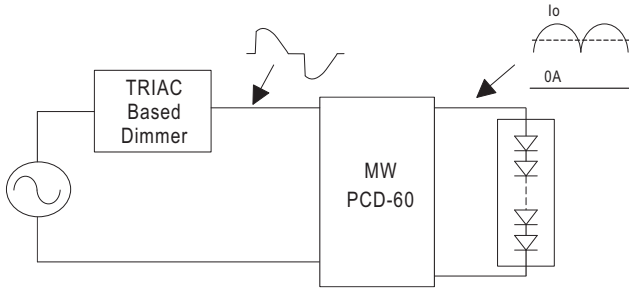 Io
0A
TRIAC
Based
Dimmer
MW
PCD-60